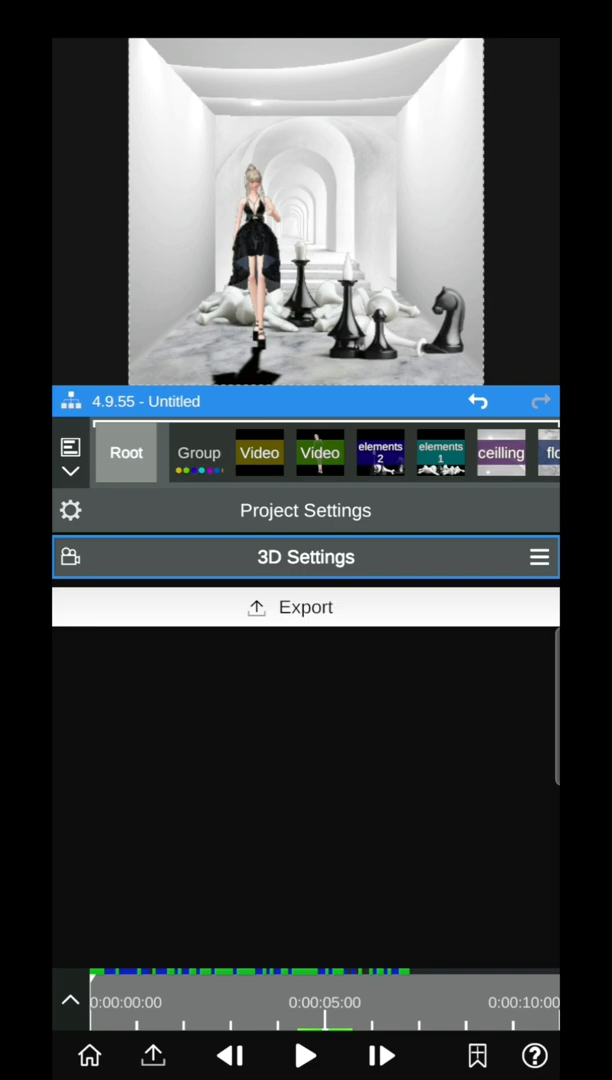 4.9.55 - Untitled
Root
Group
Video
Video
elements 2
elements 1
ceilling
flo
Project Settings
3D Settings
Export
0:00:00:00
0:00:05:00
0:00:10:00